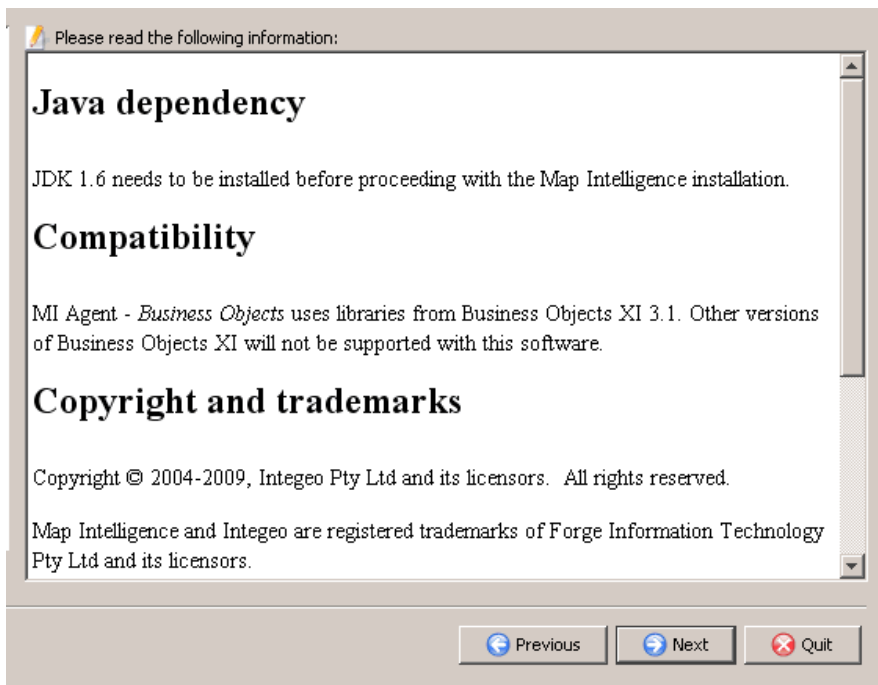 Please read the following information:
Java dependency
JDK 1.6 needs to be installed before proceeding with the Map Intelligence installation.
Compatibility
MI Agent - Business Objects uses libraries from Business Objects XI 3.1. Other versions
of Business Objects XI will not be supported with this software.
Copyright and trademarks
Copyright © 2004-2009, Integeo Pty Ltd and its licensors.  All rights reserved.
Map Intelligence and Integeo are registered trademarks of Forge Information Technology
Pty Ltd and its licensors.
Previous Next Quit